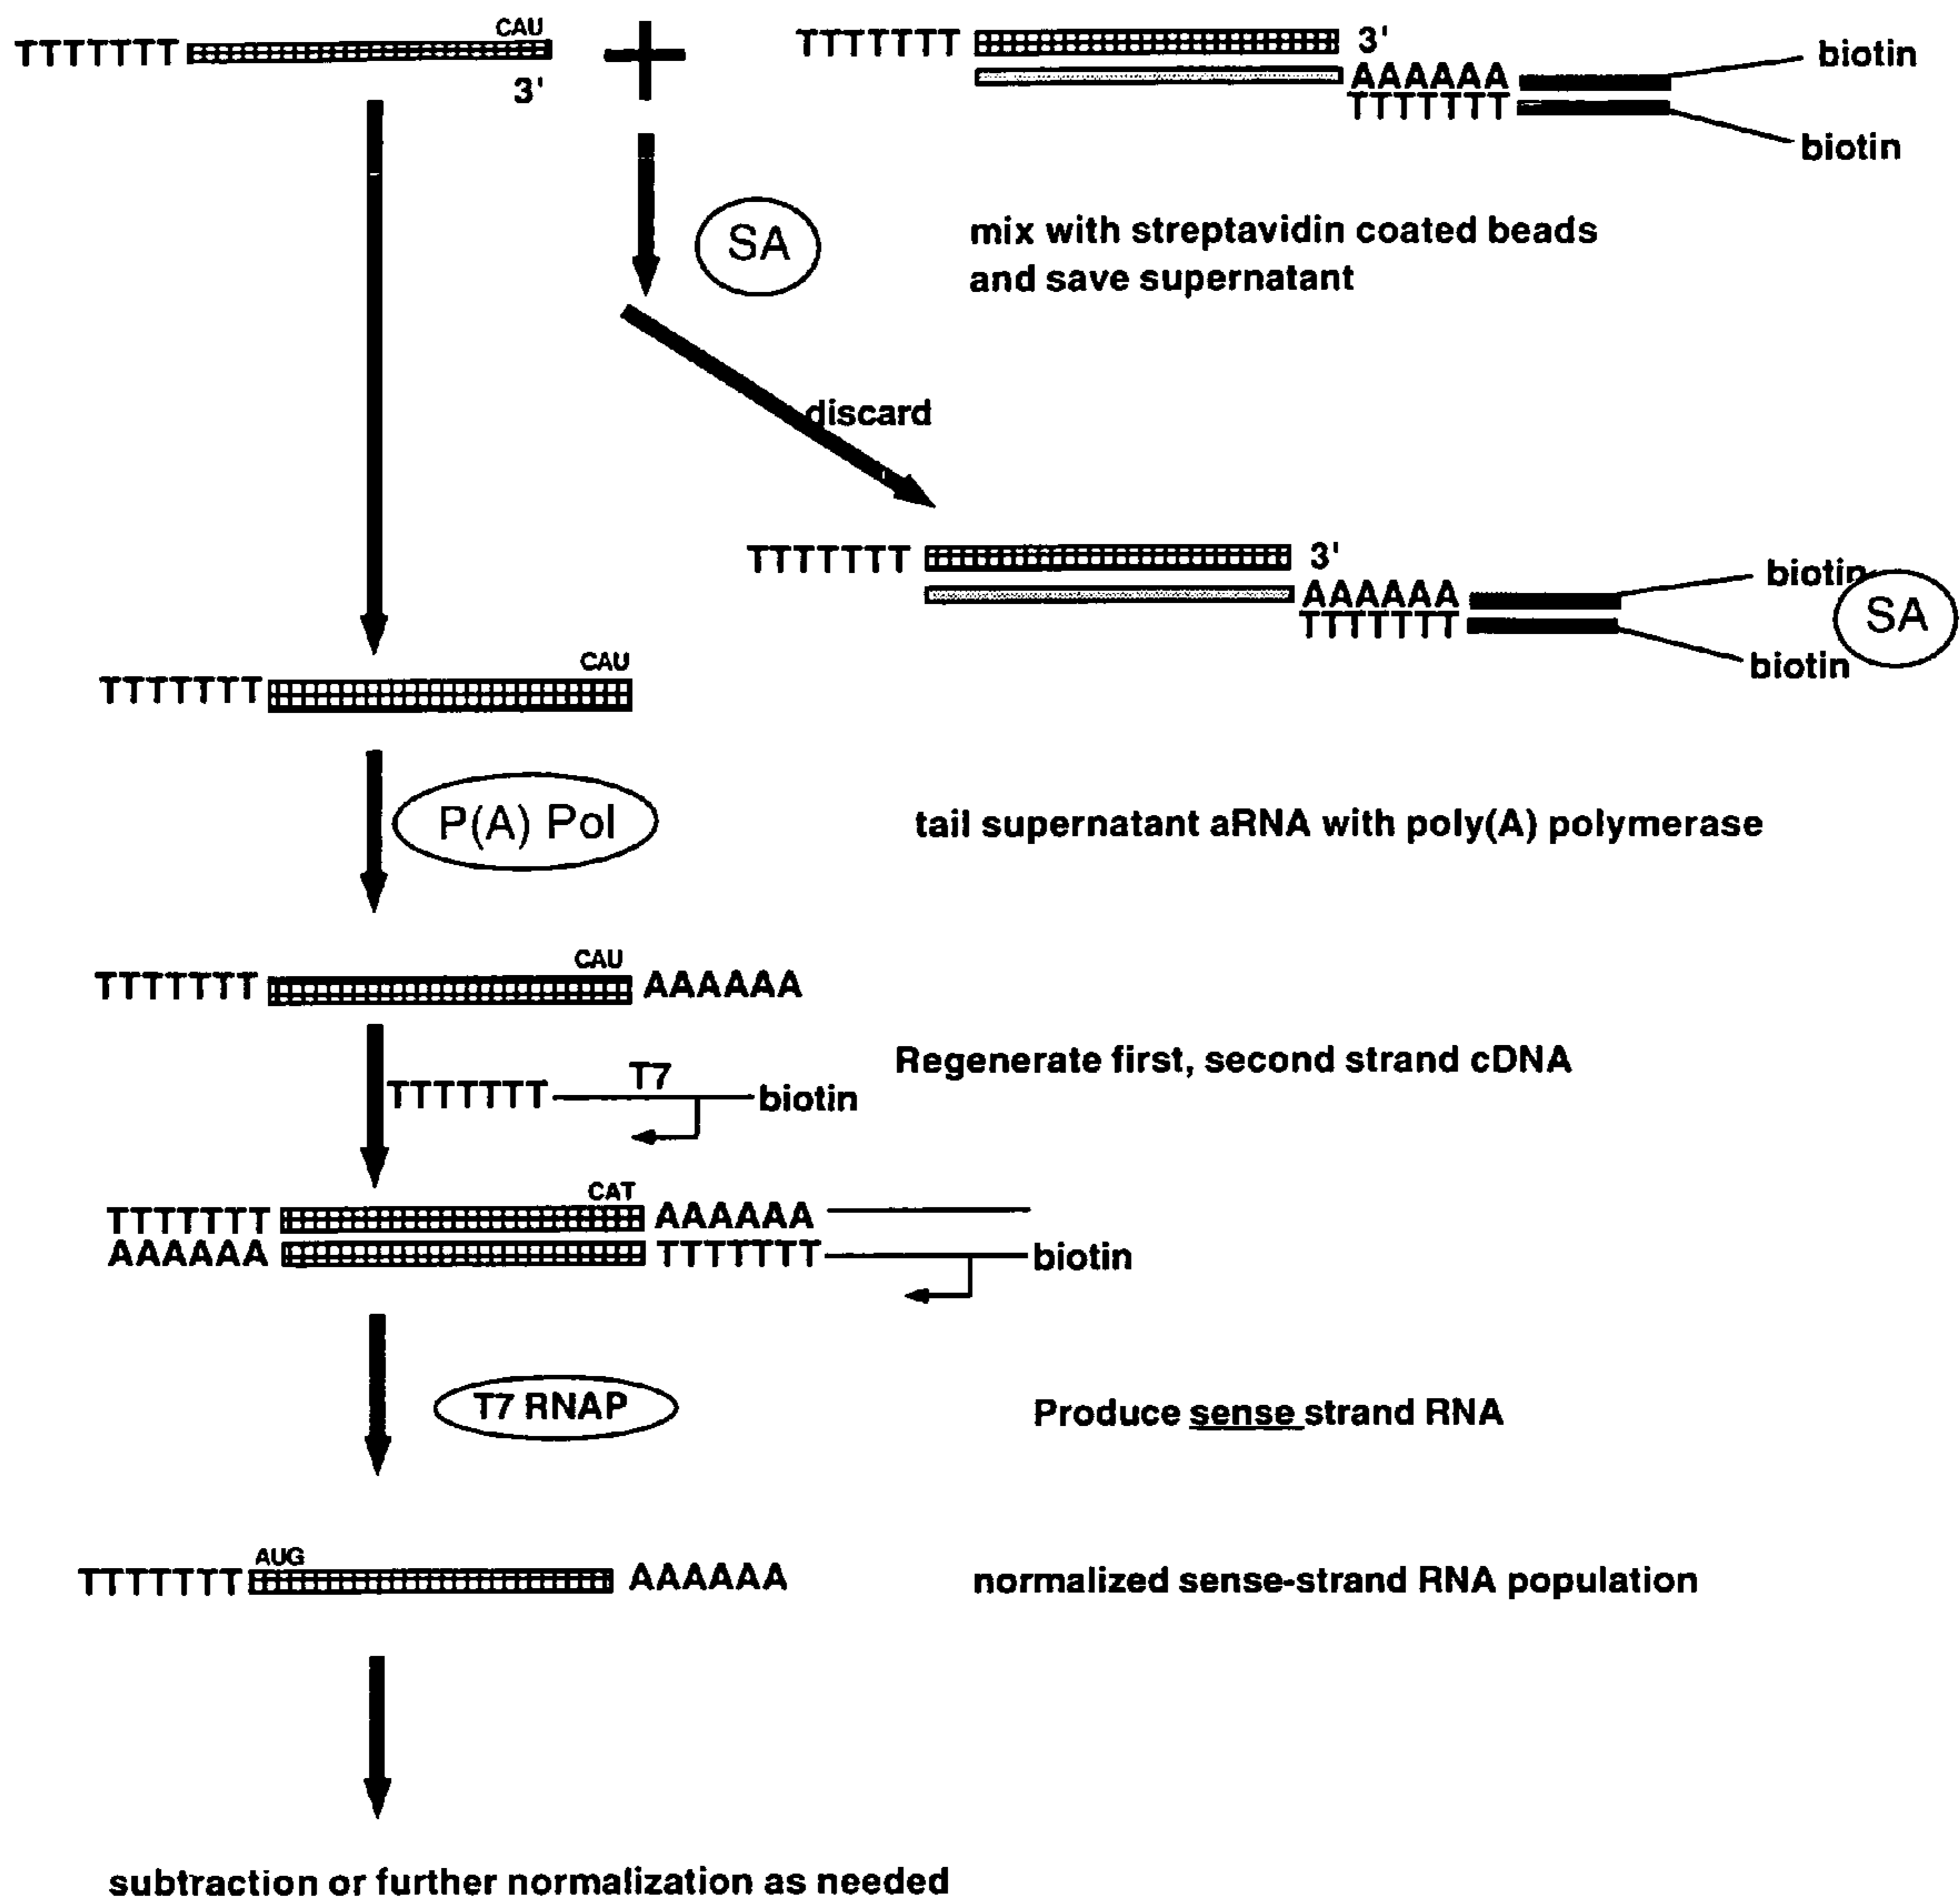 CAU
TTTTTTT
3'
TTTTTTT
3'
AAAAAA
TTTTTTT
biotin
biotin
SA
mix with streptavidin coated beads
and save supernatant
discard
TTTTTTT
3'
AAAAAA
TTTTTTT
biotin
biotin
SA
CAU
TTTTTTT
P(A) Pol
tail supernatant aRNA with poly(A) polymerase
CAU
TTTTTTT
AAAAAA
Regenerate first, second strand cDNA
T7
TTTTTTT
biotin
CAT
TTTTTTT
AAAAAA
AAAAAA
TTTTTTT
biotin
T7 RNAP
Produce sense strand RNA
AUG
TTTTTTT
AAAAAA
normalized sense-strand RNA population
subtraction or further normalization as needed